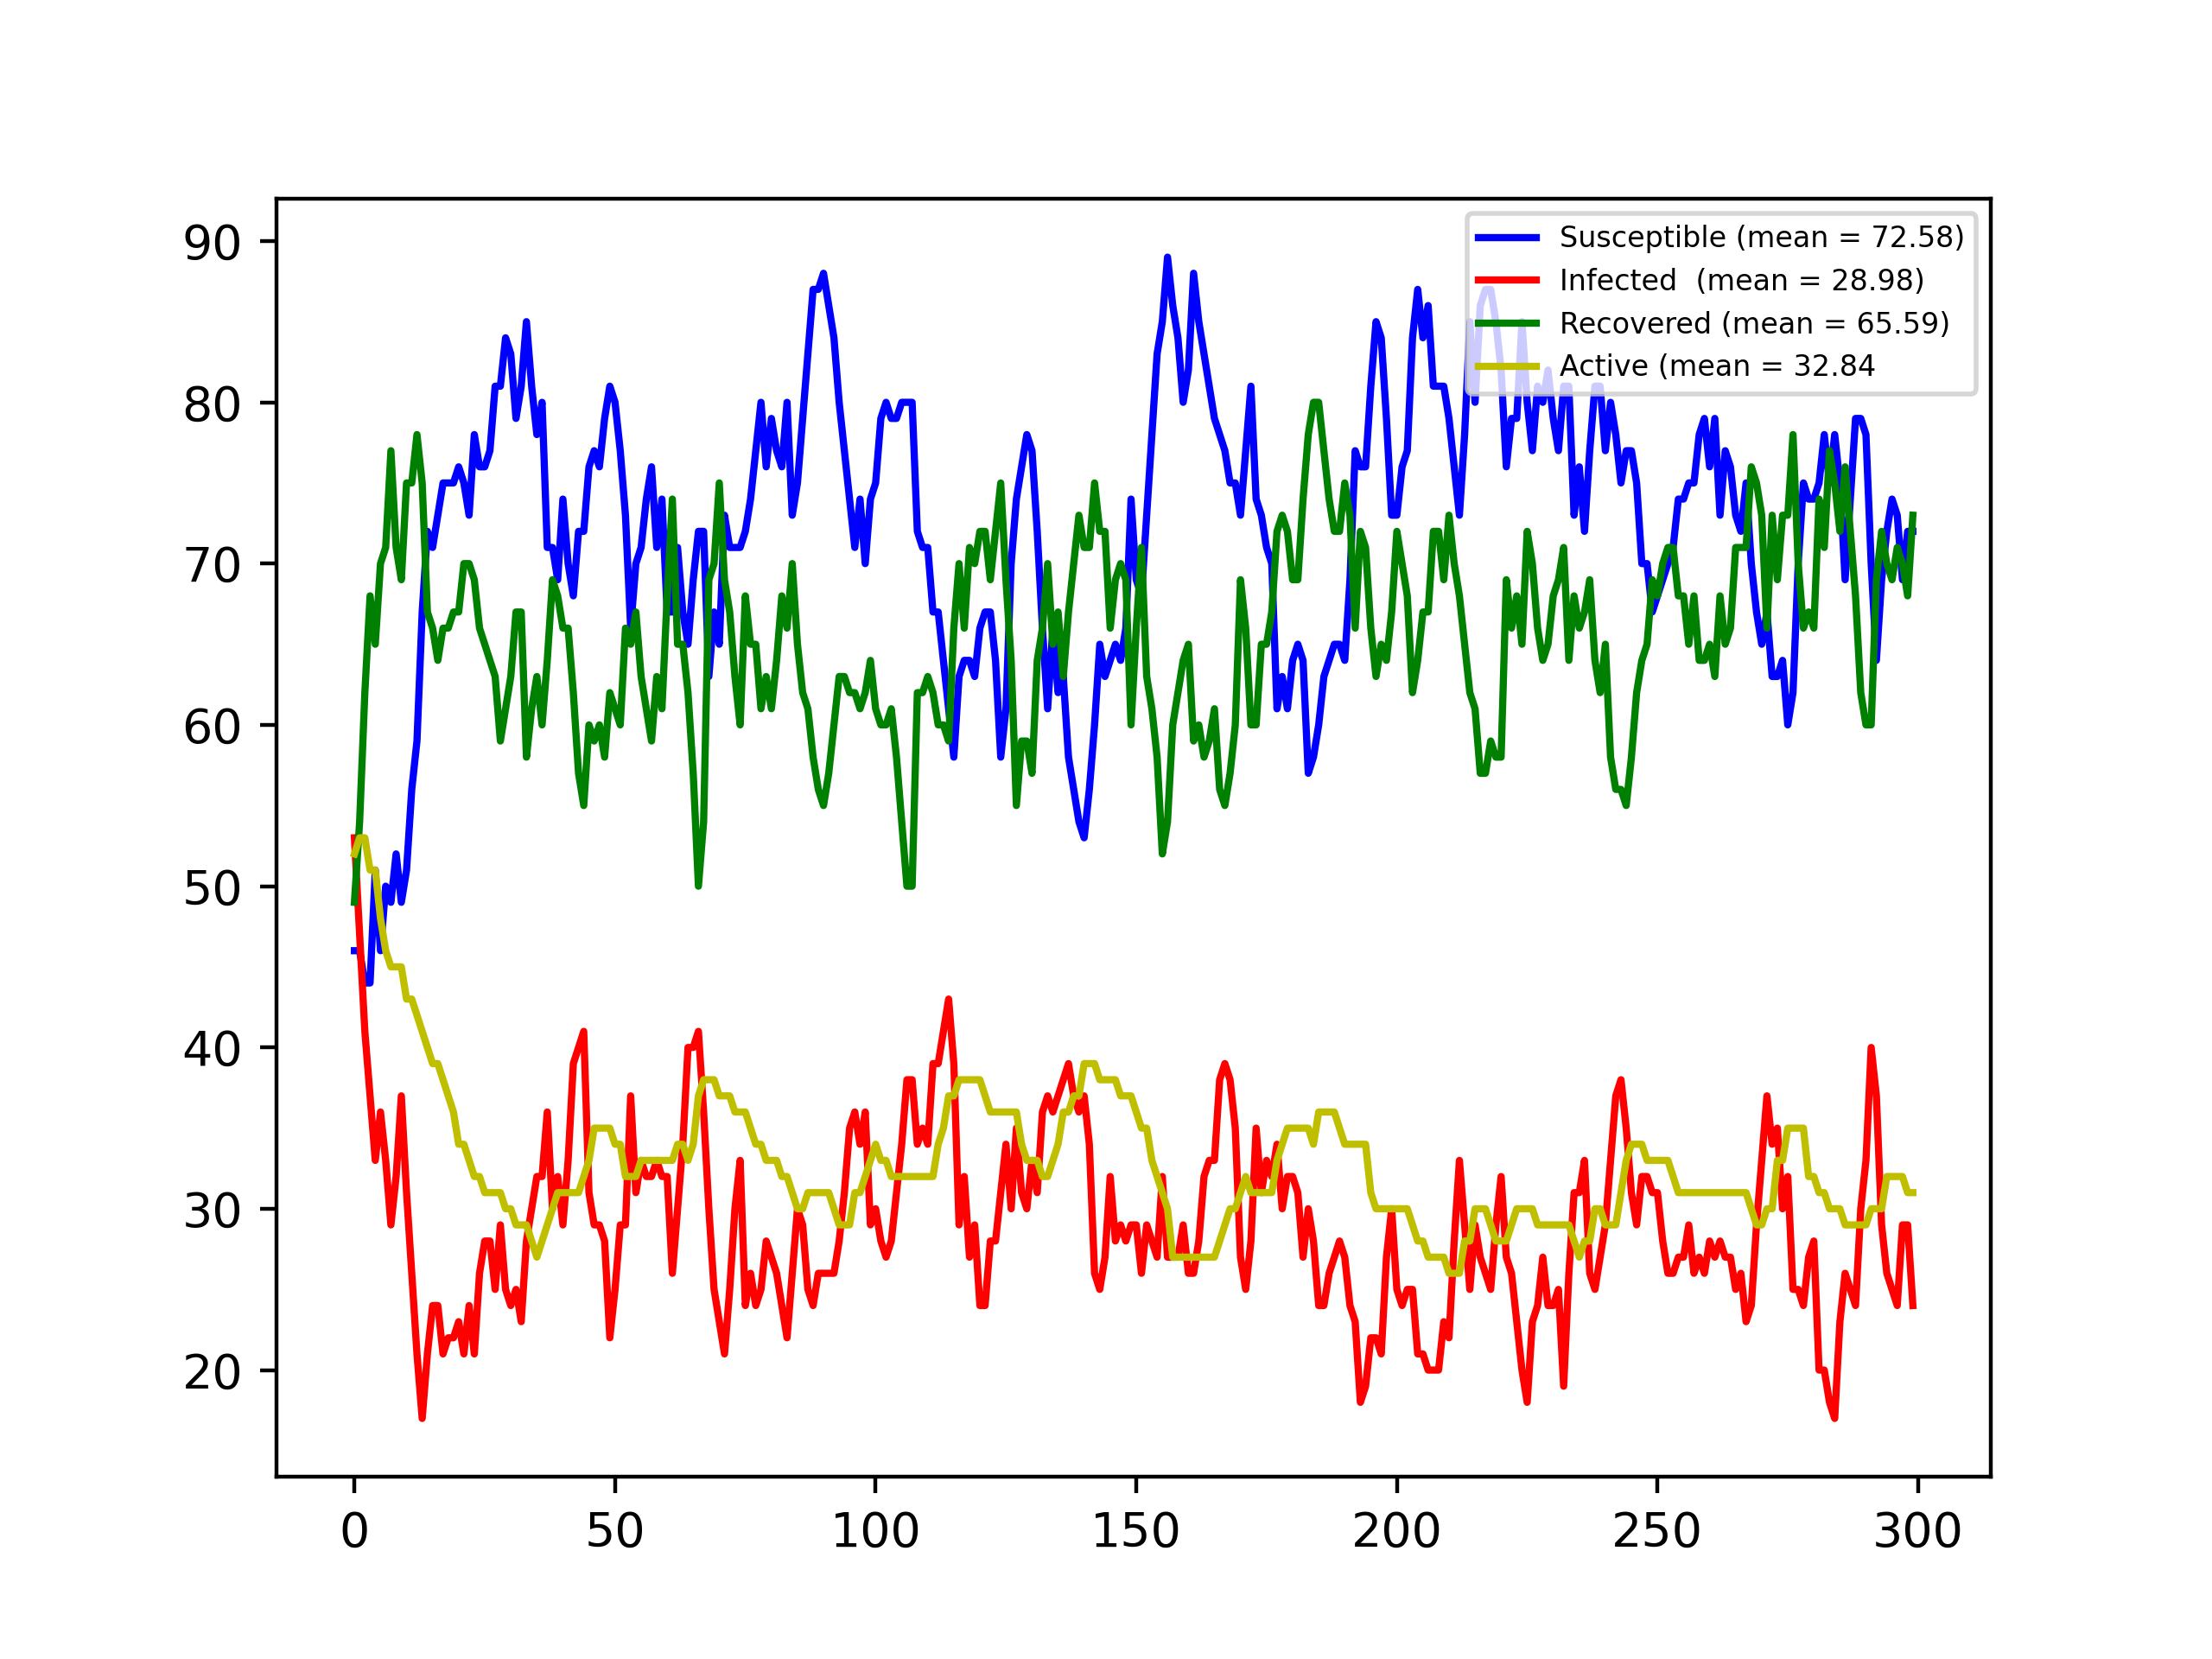 90
80
70
60
50
40
30
20
0 50 100 150 200 250 300
Susceptible (mean = 72.58)
Infected  (mean = 28.98)
Recovered (mean = 65.59)
Active (mean = 32.84